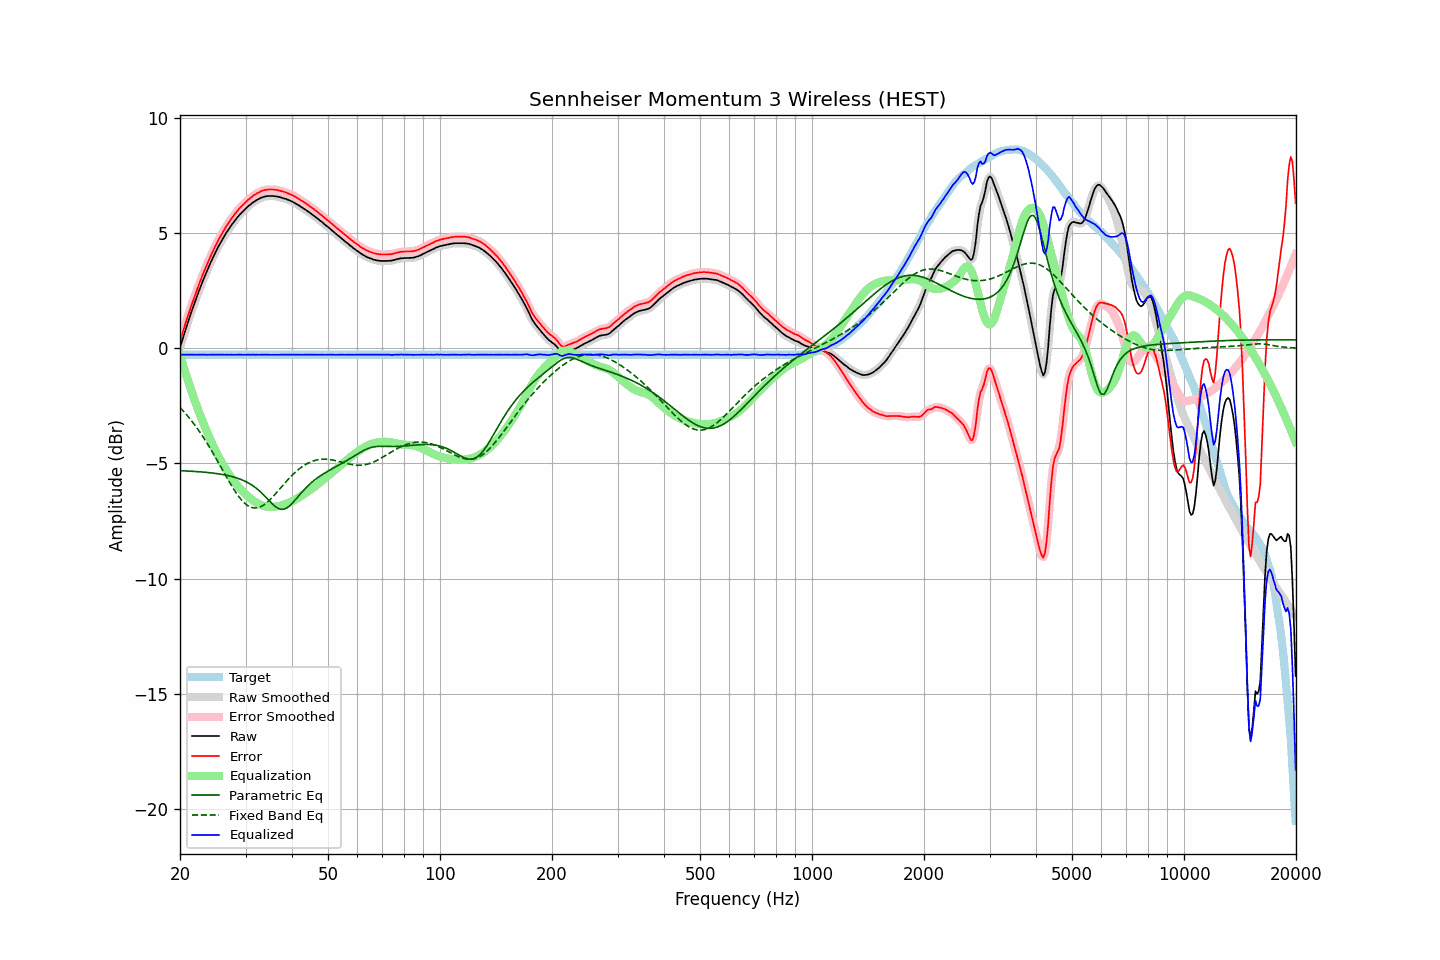 Sennheiser Momentum 3 Wireless (HEST)
10
5
0
−5
−10
−15
−20
Amplitude (dBr)
Target
Raw Smoothed
Error Smoothed
Raw
Error
Equalization
Parametric Eq
Fixed Band Eq
Equalized
20 50 100 200 500 1000 2000 5000 10000 20000
Frequency (Hz)